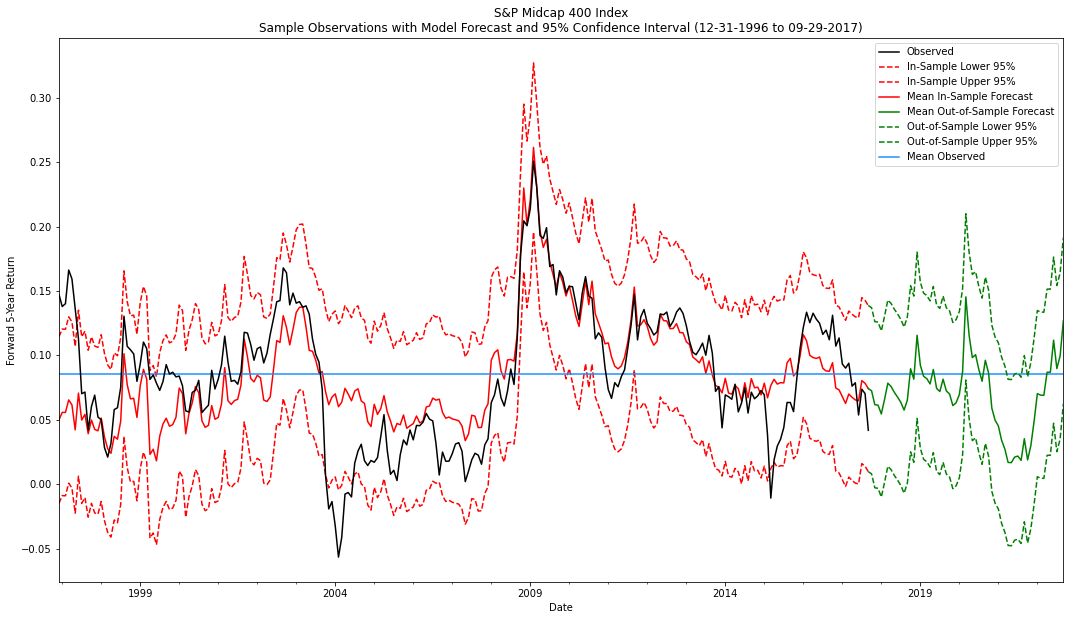 S&P Midcap 400 Index
Sample Observations with Model Forecast and 95% Confidence Interval (12-31-1996 to 09-29-2017)
Observed
In-Sample Lower 95%
In-Sample Upper 95%
Mean In-Sample Forecast
Mean Out-of-Sample Forecast
Out-of-Sample Lower 95%
Out-of-Sample Upper 95%
Mean Observed
Forward 5-Year Return
0.30
0.25
0.20
0.15
0.10
0.05
0.00
−0.05
1999
2004
2009
2014
2019
Date